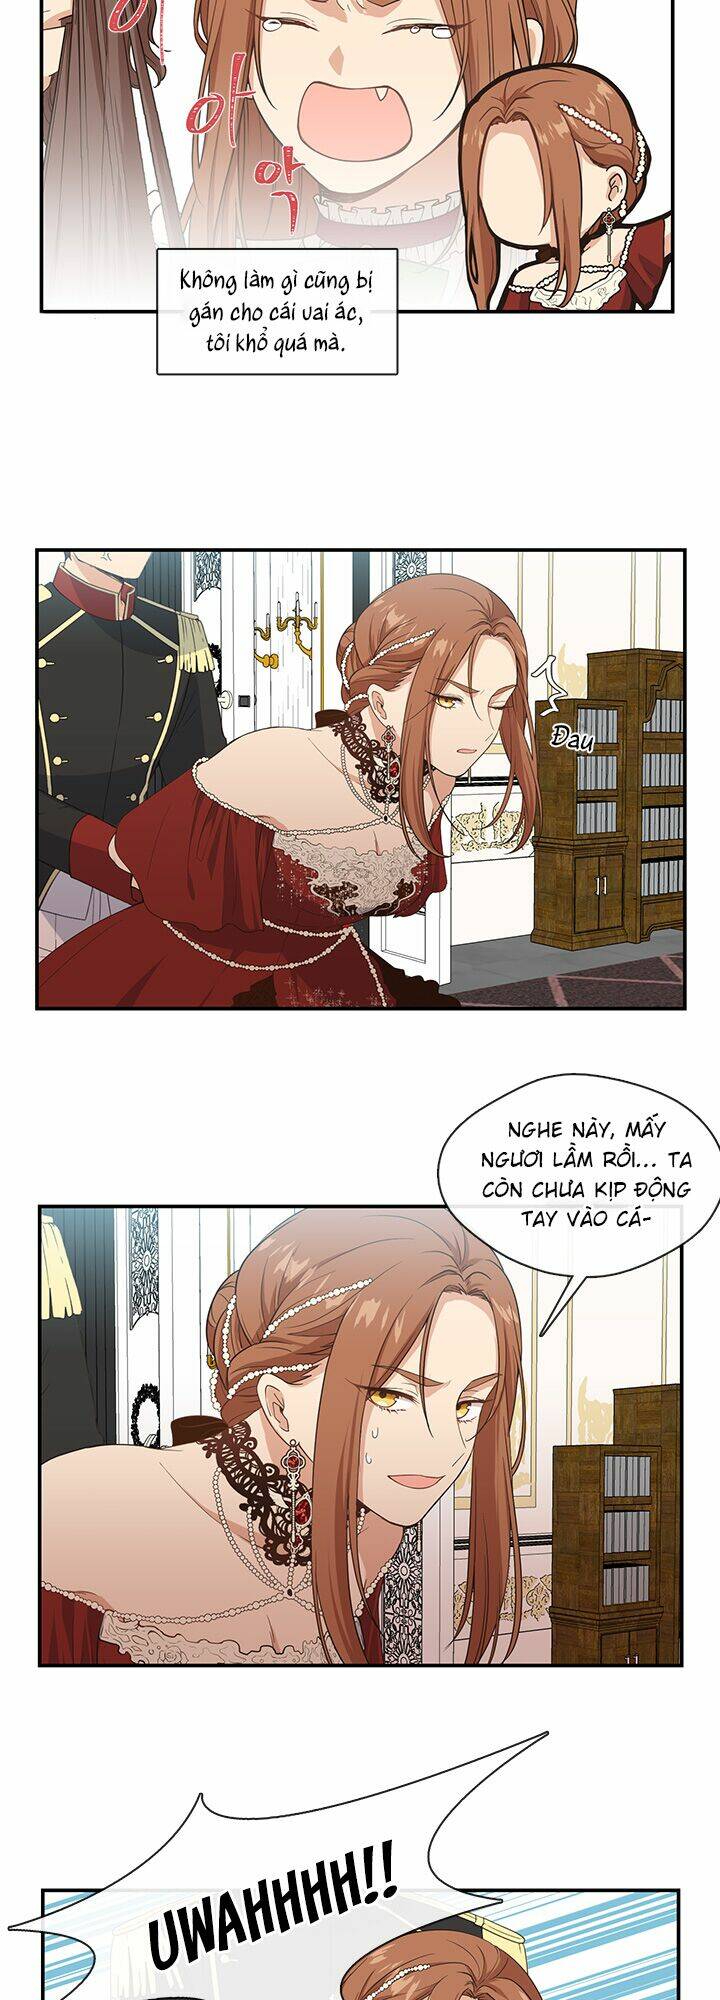 아
악
Không làm gì cũng bị
gán cho cái uai ác,
tôi khổ quá mà.
Đau
NGHE NÀY, MẤY
NGƯƠI LẦM RỒI... TA
CÒN CHƯA KỊP ĐỘNG
TAY VÀO CÁ-
UWAHHHH!!